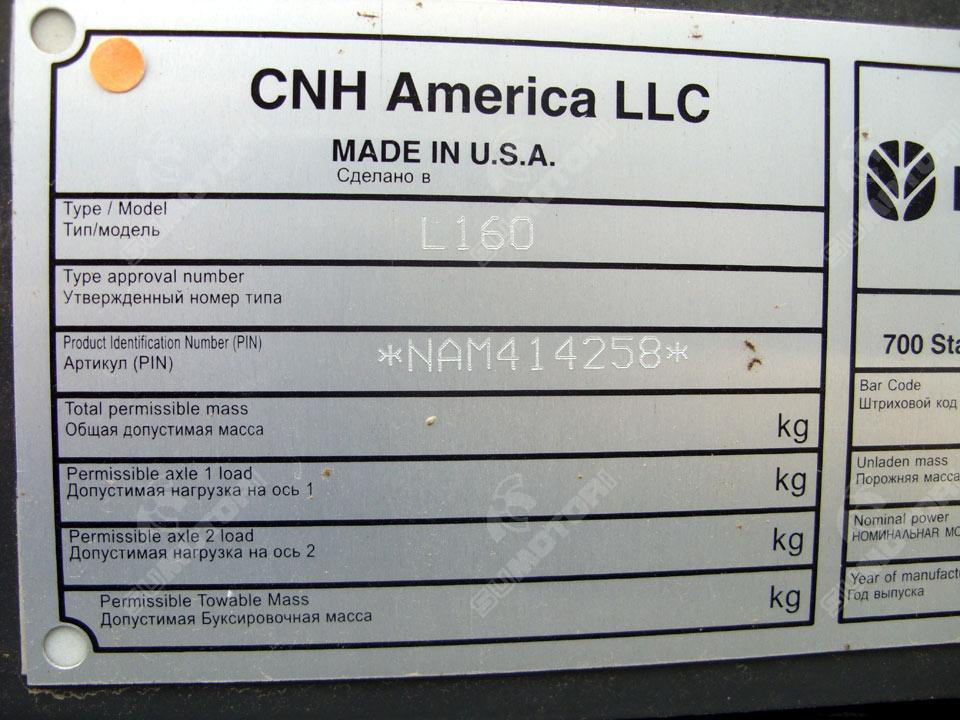 CNH America LLC
MADE IN U.S.A.
Сделано в
Type / Model
Тип/модель
L160
Type approval number
Утвержденный номер типа
Product Identification Number (PIN)
Артикул (PIN)
*NAM414258*
Total permissible mass
Общая допустимая масса
kg
Permissible axle 1 load
Допустимая нагрузка на ось 1
kg
Permissible axle 2 load
Допустимая нагрузка на ось 2
kg
Permissible Towable Mass
Допустимая Буксировочная масса
kg
700 Sta
Bar Code
Штриховой код
Unladen mass
Порожняя масса
Nominal power
НОМИНАЛЬНАЯ МО
Year of manufactu
Год выпуска
SUMOTORI